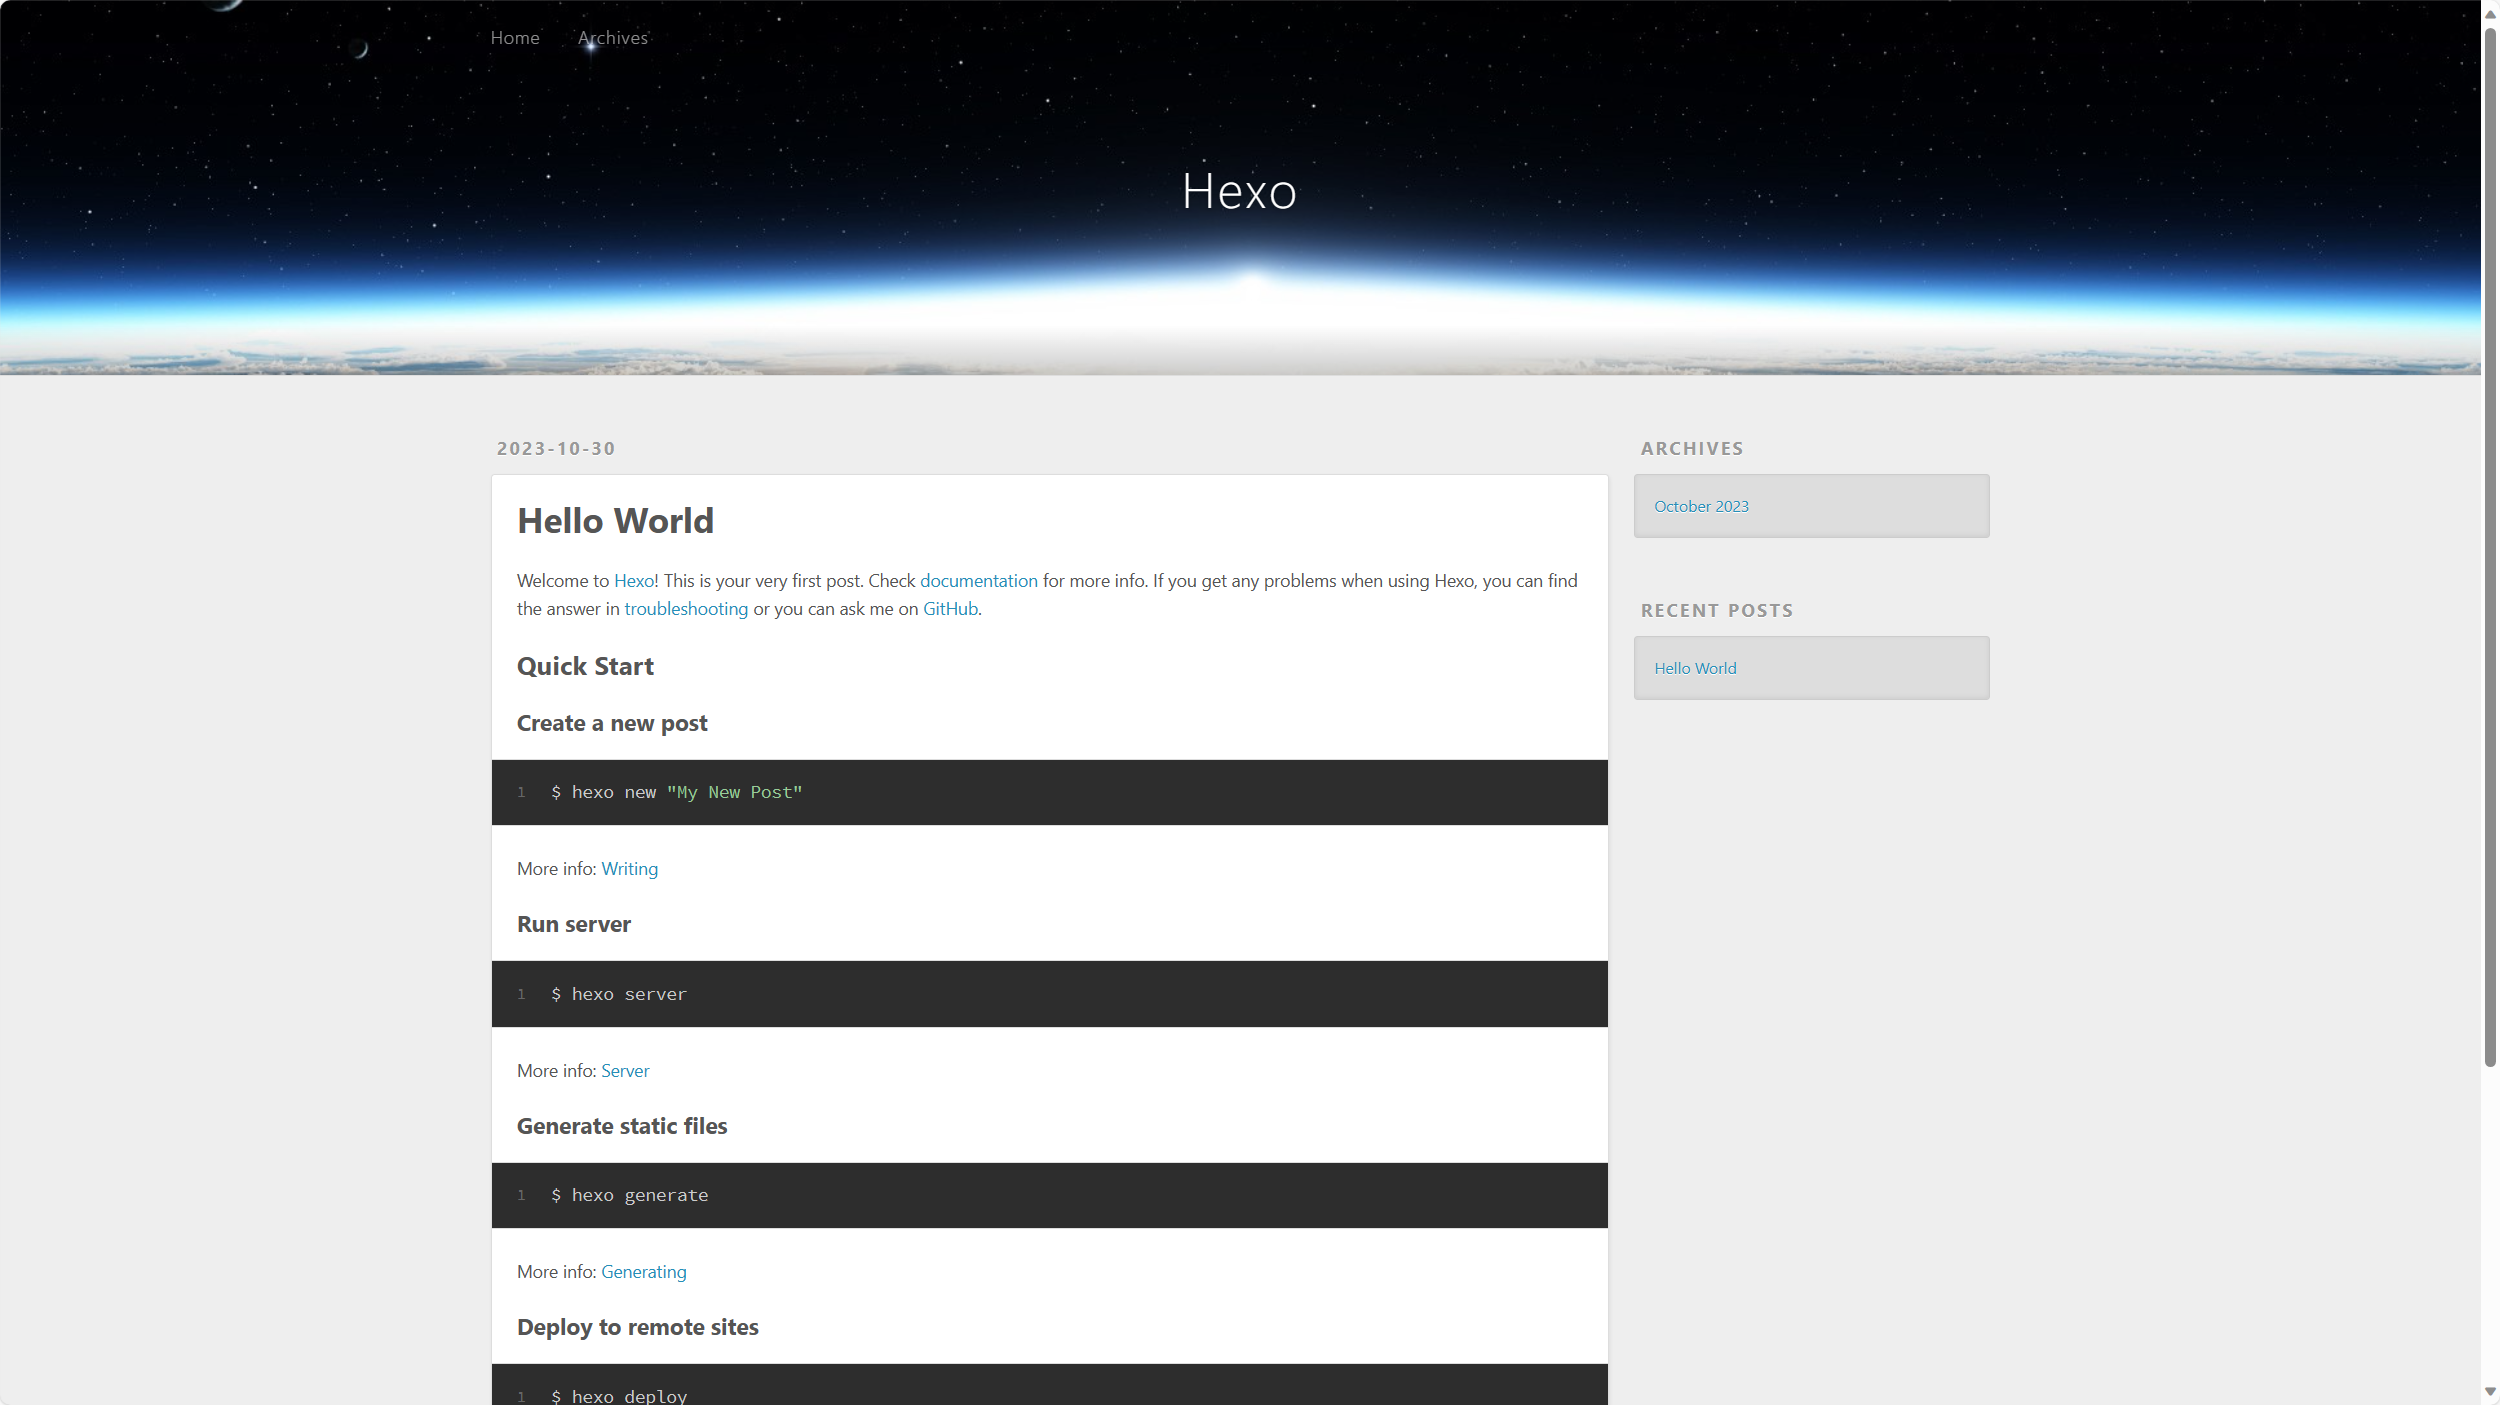 Home Archives
Hexo
2023-10-30
Hello World
Welcome to Hexo! This is your very first post. Check documentation for more info. If you get any problems when using Hexo, you can find
the answer in troubleshooting or you can ask me on GitHub.
Quick Start
Create a new post
1 $ hexo new "My New Post"
More info: Writing
Run server
1 $ hexo server
More info: Server
Generate static files
1 $ hexo generate
More info: Generating
Deploy to remote sites
1 $ hexo deploy
ARCHIVES
October 2023
RECENT POSTS
Hello World